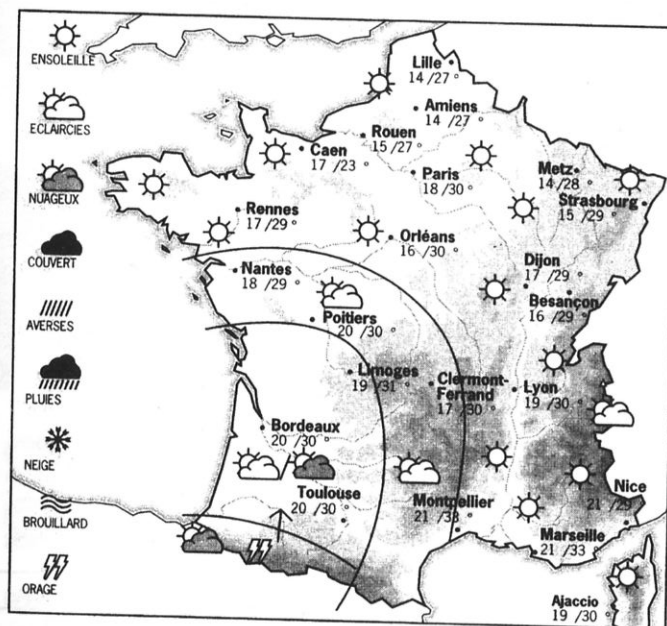 ENSOLEILLE
ECLAIRCIES
NUAGEUX
COUVERT
AVERSES
PLUIES
NEIGE
BROUILLARD
ORAGE
Lille
14/27°
Amiens
14/27°
Rouen
15/27°
Caen
17/23°
Paris
18/30°
Metz
14/28°
Strasbourg
15/29°
Rennes
17/29°
Orléans
16/30°
Nantes
18/29°
Dijon
17/29°
Besançon
16/29°
Poitiers
20/30°
Limoges
19/31°
Clermont-
Ferrand
17/30°
Lyon
19/30°
Bordeaux
20/30°
Toulouse
20/30°
Montpellier
21/33°
Nice
21/29°
Marseille
21/33°
Ajaccio
19/30°